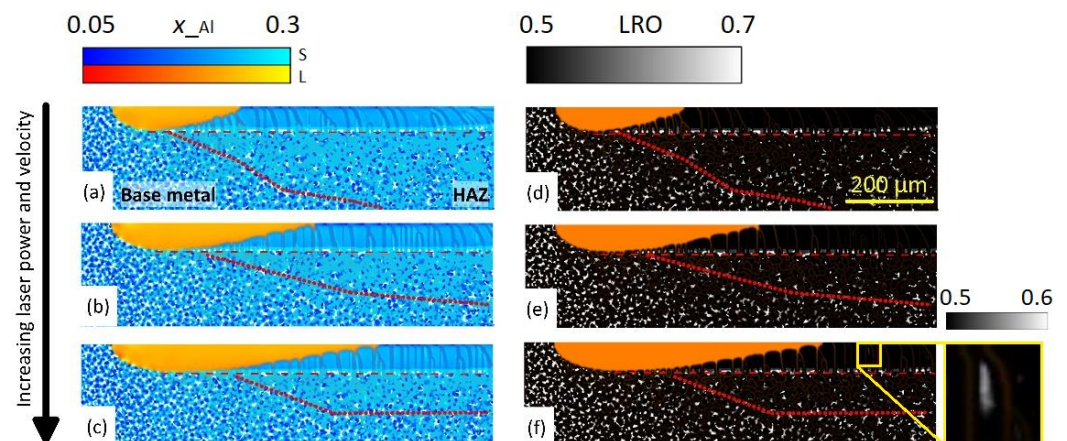 0.05 x_Al 0.3
S
L
0.5 LRO 0.7
Increasing laser power and velocity
(a) Base metal HAZ
(d) 200 µm
(b)
(e)
0.5 0.6
(c)
(f)